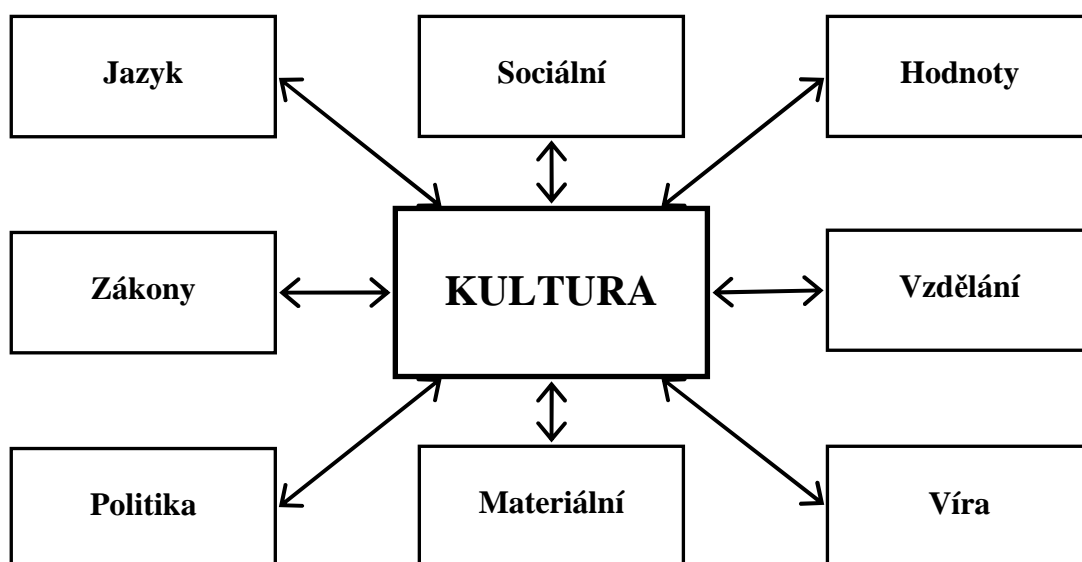 Jazyk
Sociální
Hodnoty
Zákony
KULTURA
Vzdělání
Politika
Materiální
Víra